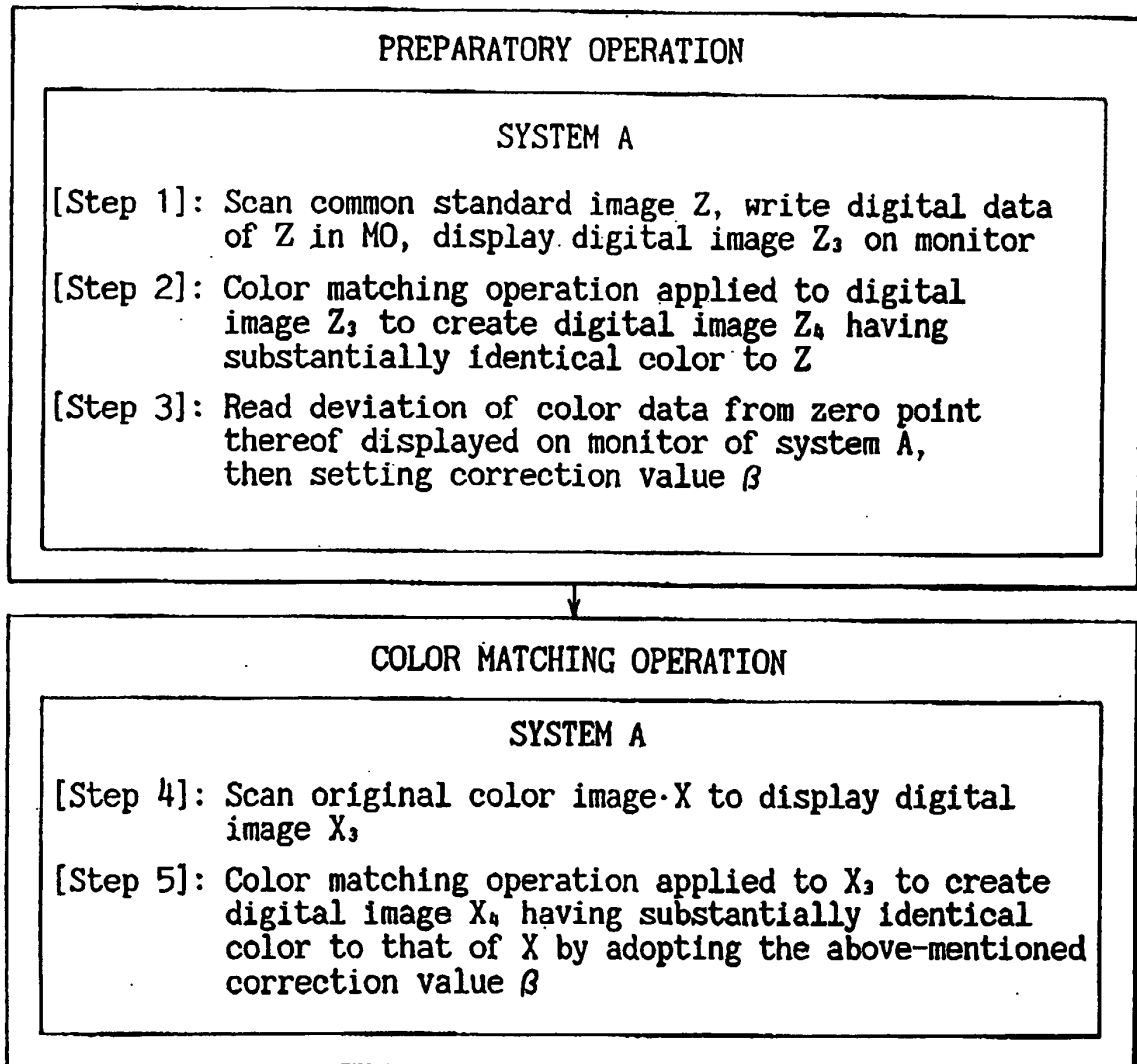 PREPARATORY OPERATION
SYSTEM A
[Step 1]: Scan common standard image Z, write digital data
of Z in MO, display digital image Z₃ on monitor
[Step 2]: Color matching operation applied to digital
image Z₃ to create digital image Z₄ having
substantially identical color to Z
[Step 3]: Read deviation of color data from zero point
thereof displayed on monitor of system A,
then setting correction value β
COLOR MATCHING OPERATION
SYSTEM A
[Step 4]: Scan original color image X to display digital
image X₃
[Step 5]: Color matching operation applied to X₃ to create
digital image X₄ having substantially identical
color to that of X by adopting the above-mentioned
correction value β